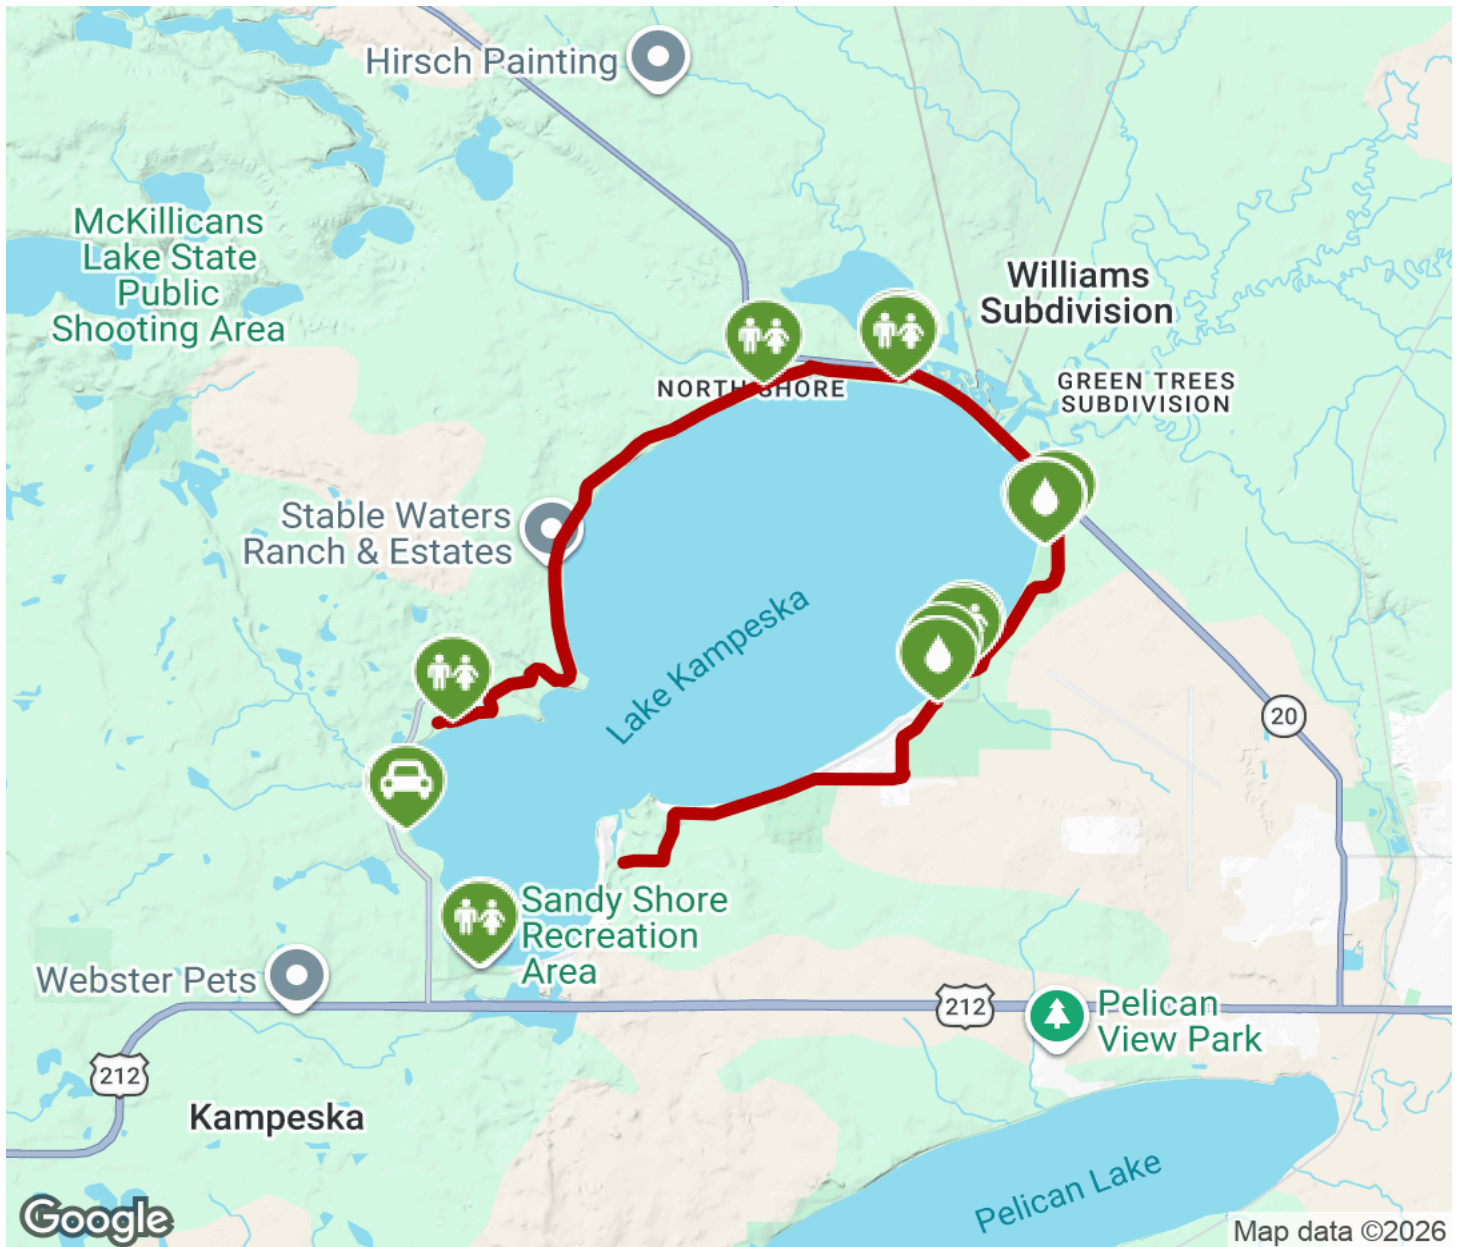 Hirsch Painting
McKillicans
Lake State
Public
Shooting Area
Williams
Subdivision
NORTH SHORE
GREEN TREES
SUBDIVISION
Stable Waters
Ranch & Estates
Lake Kampeska
20
Sandy Shore
Recreation
Area
Webster Pets
212
Pelican
View Park
212
Kampeska
Pelican Lake
Google
Map data ©2026